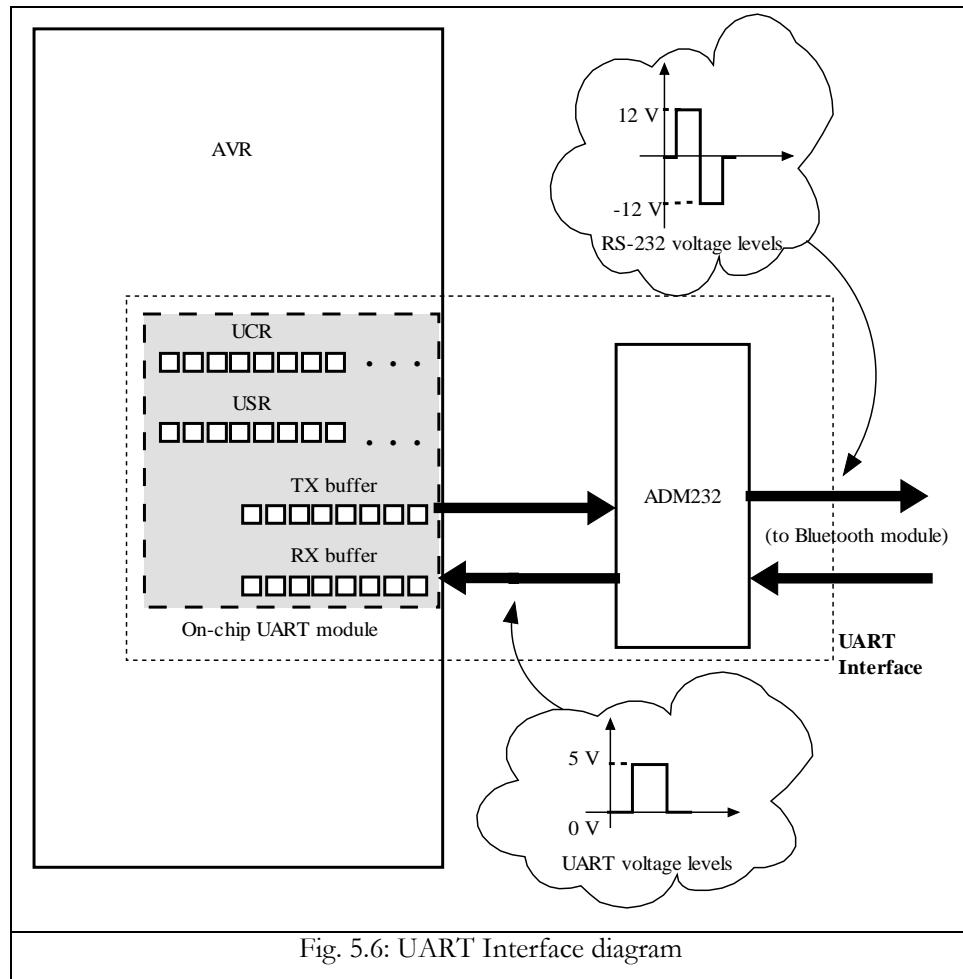 AVR
12 V
-12 V
RS-232 voltage levels
UCR
. . .
USR
. . .
TX buffer
RX buffer
On-chip UART module
ADM232
(to Bluetooth module)
UART
Interface
5 V
0 V
UART voltage levels
Fig. 5.6: UART Interface diagram